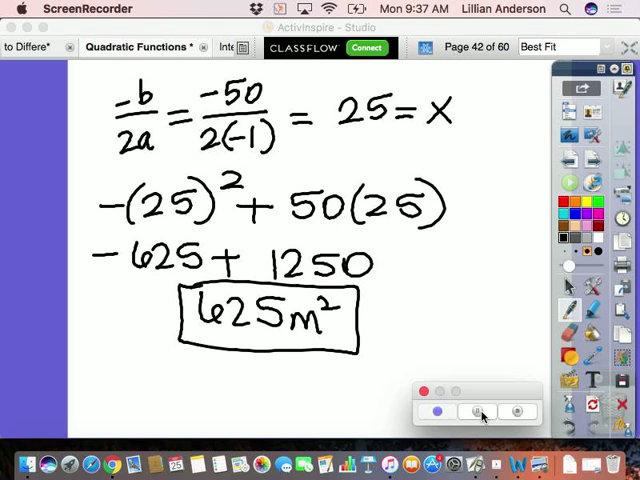 ScreenRecorder
Mon 9:37 AM Lillian Anderson
ActivInspire - Studio
to Differe* Quadratic Functions * Inte CLASSFLOW Connect Page 42 of 60 Best Fit
-b/2a = -50/2(-1) = 25 = x
-(25)² + 50(25)
-625 + 1250
625m²